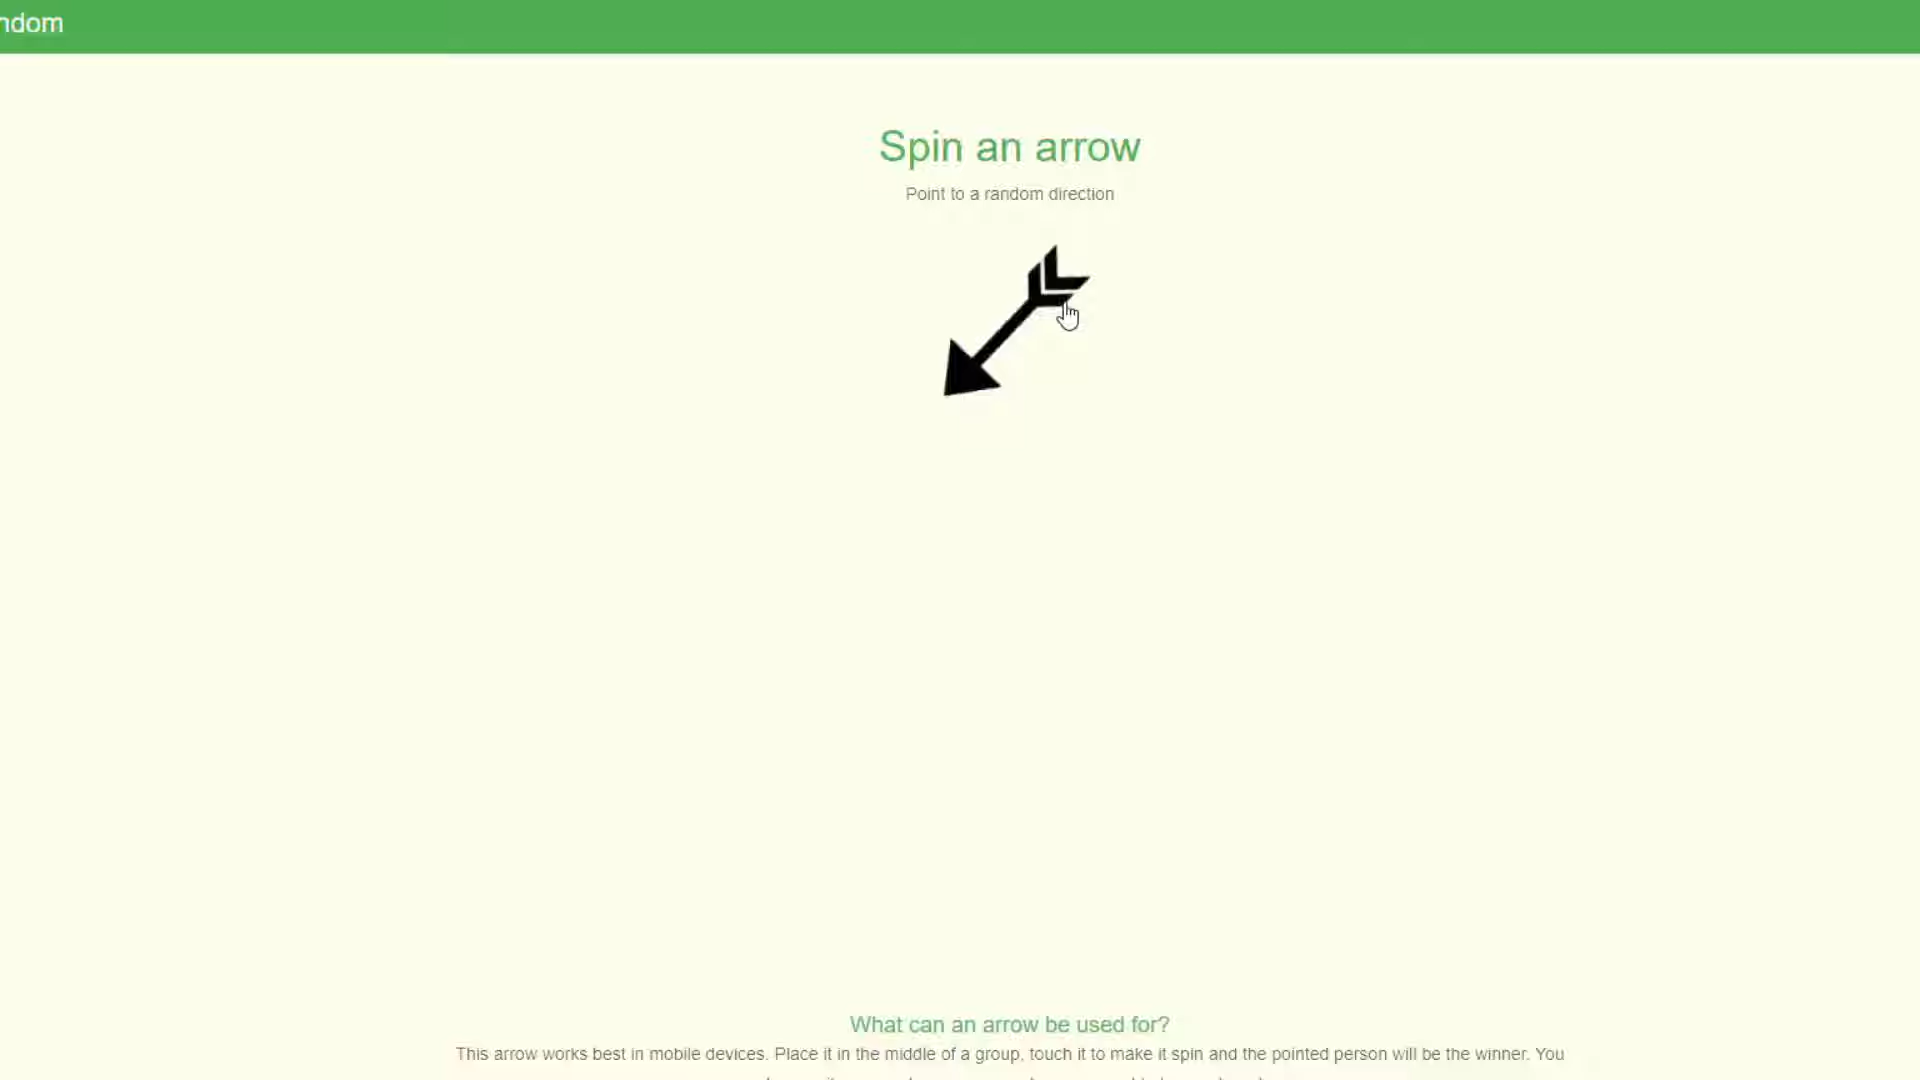 ndom
Spin an arrow
Point to a random direction
What can an arrow be used for?
This arrow works best in mobile devices. Place it in the middle of a group, touch it to make it spin and the pointed person will be the winner. You